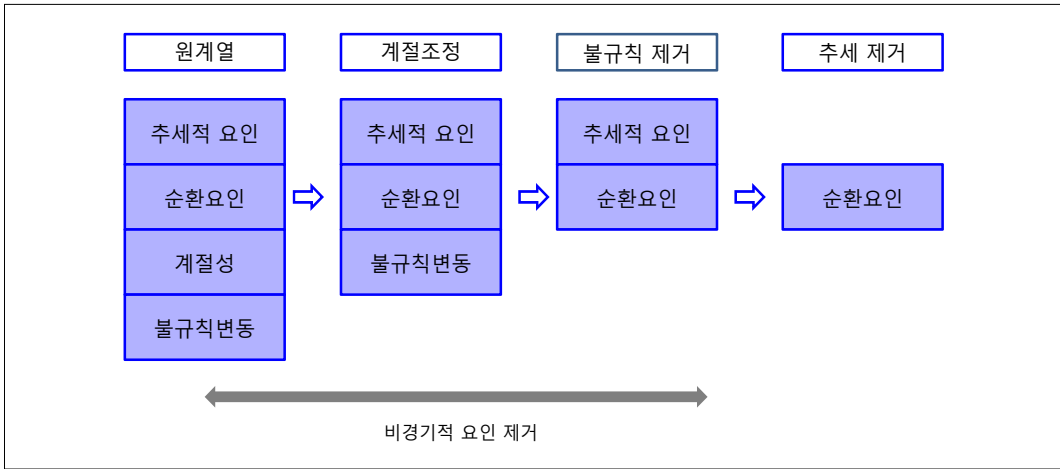 원계열
계절조정
불규칙 제거
추세 제거
추세적 요인
추세적 요인
추세적 요인
순환요인
순환요인
순환요인
순환요인
계절성
불규칙변동
불규칙변동
비경기적 요인 제거